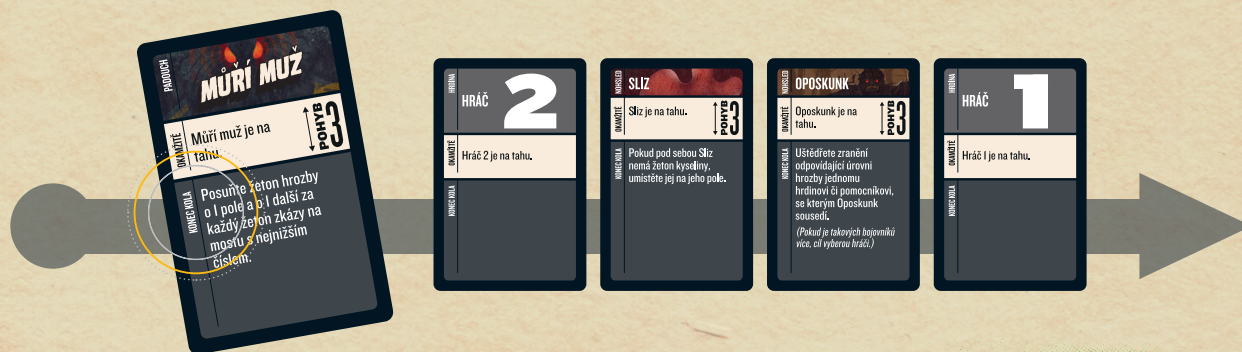 PADOUCH
MŮŘÍ MUŽ
OKAMŽITĚ
Můří muž je na
tahu.
POHYB
3
KONEC KOLA
Posuňte žeton hrozby
o 1 pole a o 1 další za
každý žeton zkázy na
mostu s nejnižším
číslem.
HRDINA
HRÁČ
2
OKAMŽITĚ
Hráč 2 je na tahu.
KONEC KOLA
NOHSLED
SLIZ
OKAMŽITĚ
Sliz je na tahu.
POHYB
3
KONEC KOLA
Pokud pod sebou Sliz
nemá žeton kyseliny,
umístěte jej na jeho pole.
NOHSLED
OPOSKUNK
OKAMŽITĚ
Oposkunk je na
tahu.
POHYB
3
KONEC KOLA
Uštědřete zranění
odpovídající úrovni
hrozby jednomu
hrdinovi či pomocníkovi,
se kterým Oposkunk
sousedí.
(Pokud je takových bojovníků
více, cíl vyberou hráči.)
HRDINA
HRÁČ
1
OKAMŽITĚ
Hráč 1 je na tahu.
KONEC KOLA